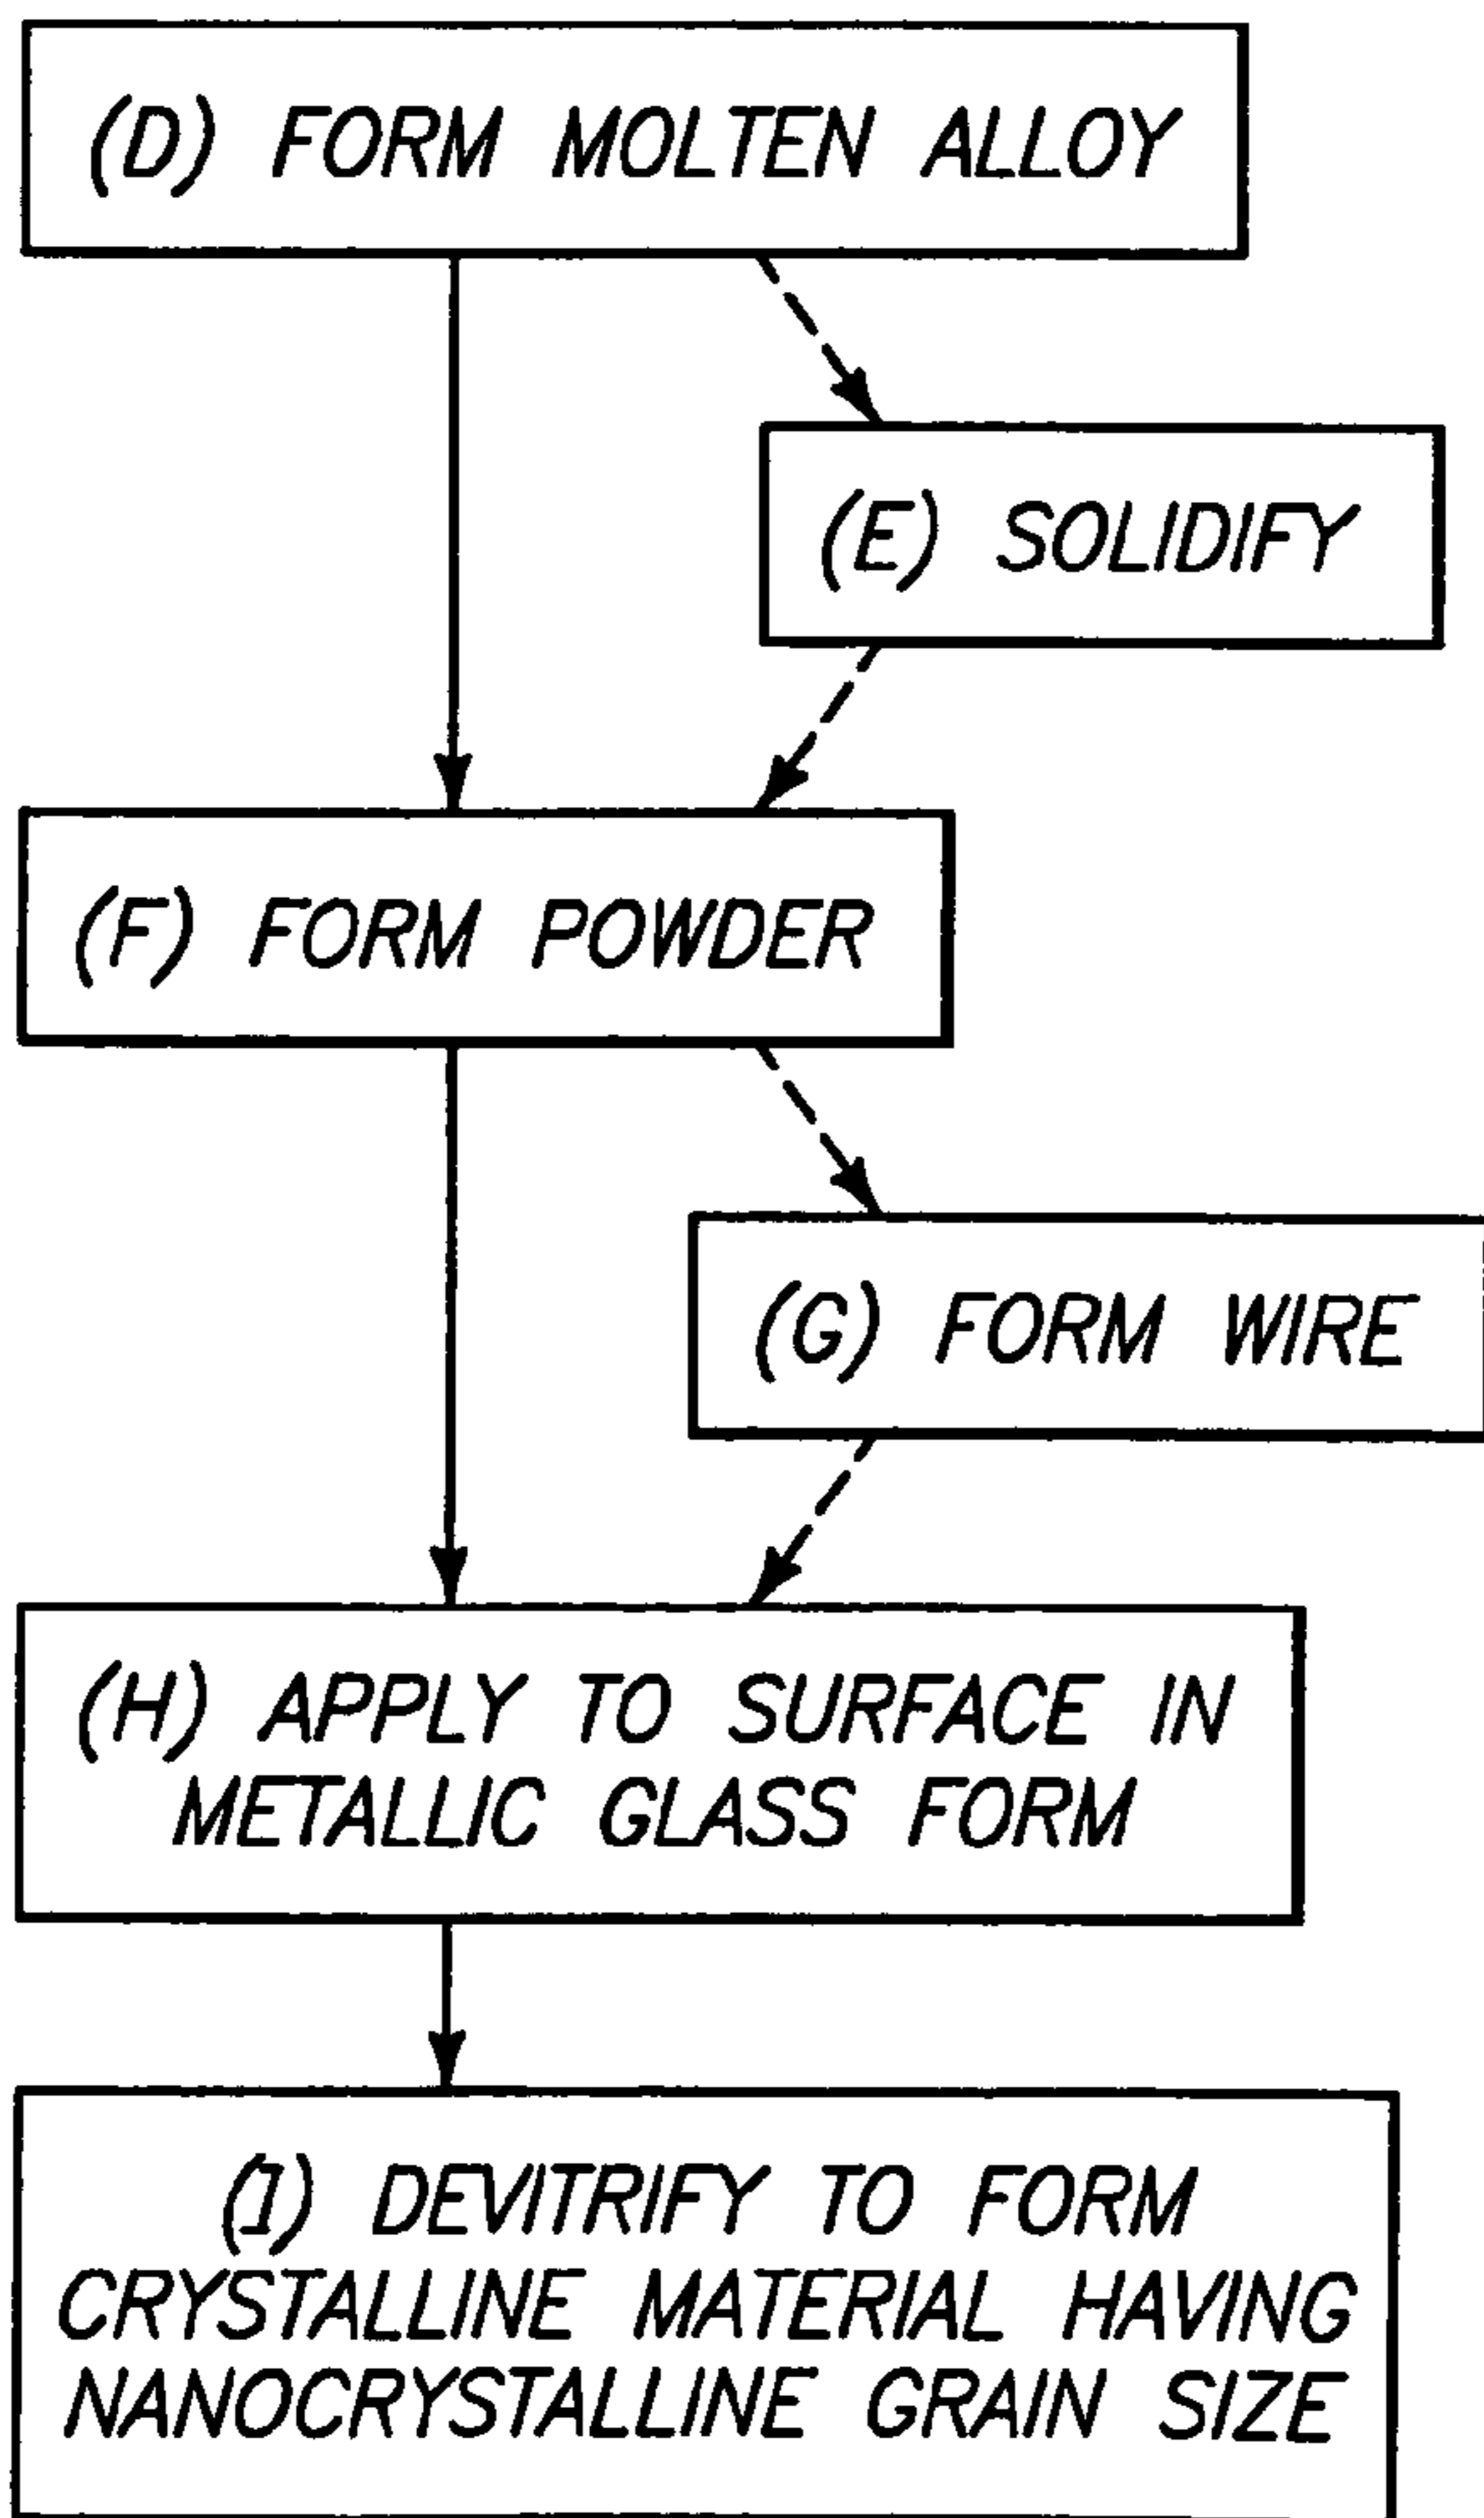 (D) FORM MOLTEN ALLOY
(E) SOLIDIFY
(F) FORM POWDER
(G) FORM WIRE
(H) APPLY TO SURFACE IN
METALLIC GLASS FORM
(I) DEVITRIFY TO FORM
CRYSTALLINE MATERIAL HAVING
NANOCRYSTALLINE GRAIN SIZE